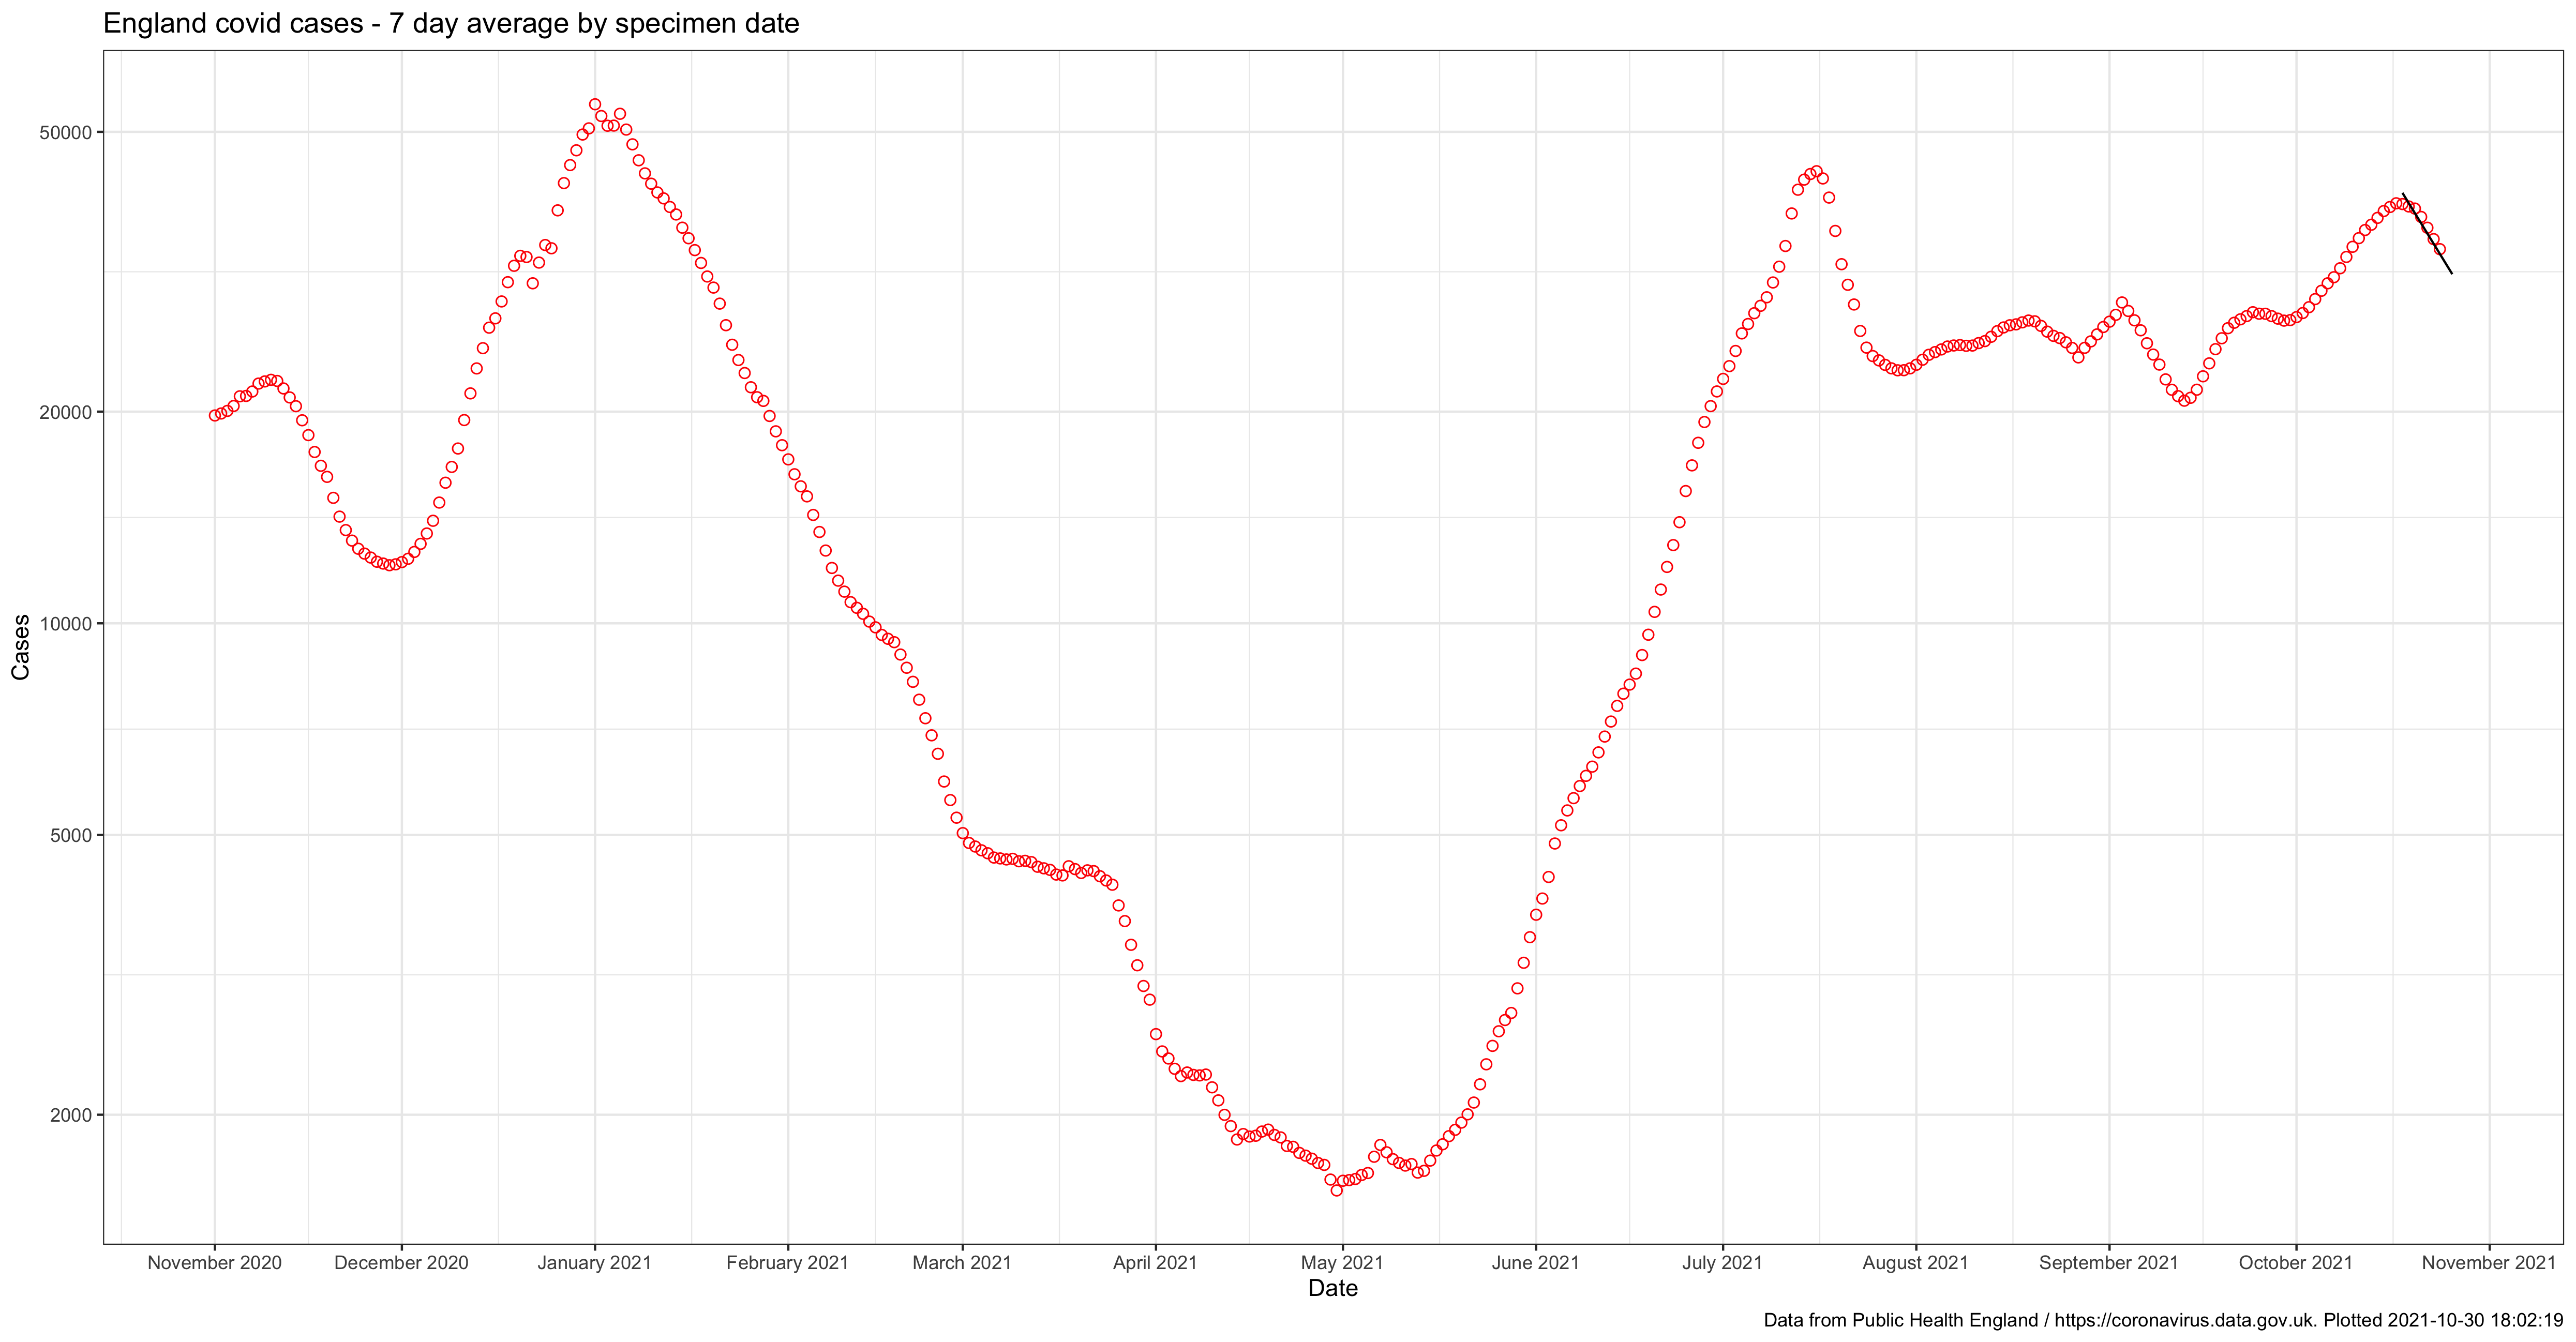 England covid cases - 7 day average by specimen date
50000
20000
10000
5000
2000
Cases
November 2020 December 2020 January 2021 February 2021 March 2021 April 2021 May 2021 June 2021 July 2021 August 2021 September 2021 October 2021 November 2021
Date
Data from Public Health England / https://coronavirus.data.gov.uk. Plotted 2021-10-30 18:02:19